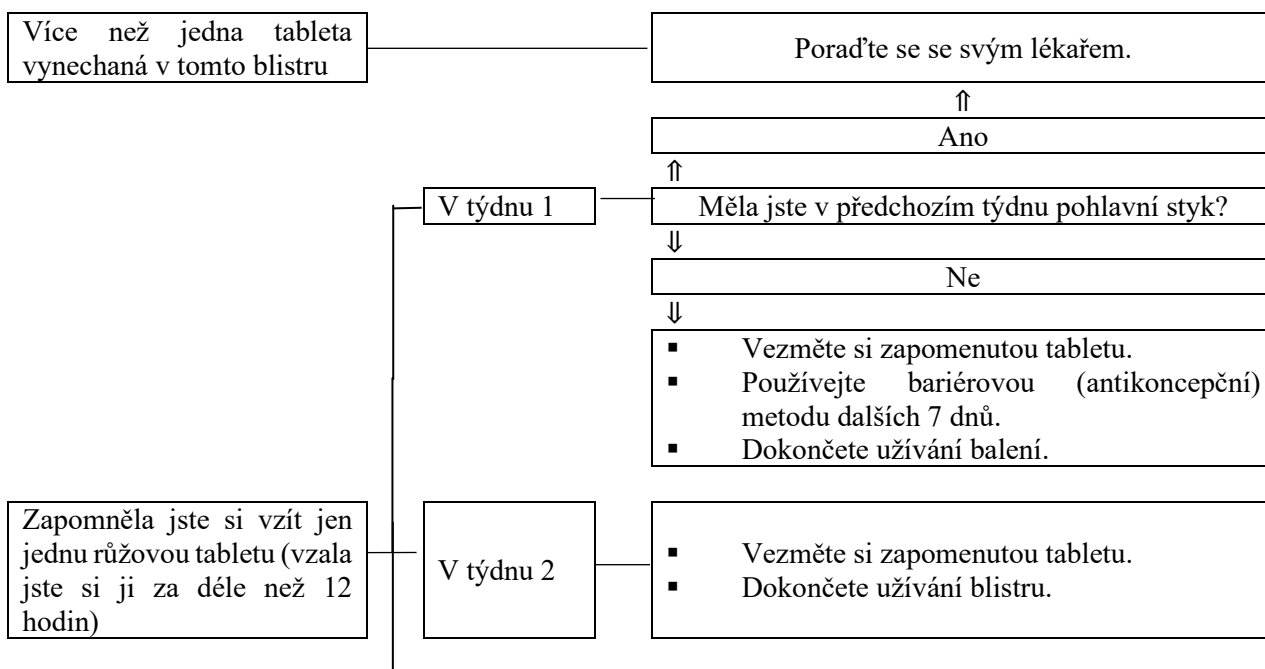 Více než jedna tableta
vynechaná v tomto blistru
Poraďte se se svým lékařem.
⇑
Ano
⇑
V týdnu 1
Měla jste v předchozím týdnu pohlavní styk?
⇓
Ne
⇓
▪ Vezměte si zapomenutou tabletu.
▪ Používejte bariérovou (antikoncepční)
metodu dalších 7 dnů.
▪ Dokončete užívání balení.
Zapomněla jste si vzít jen
jednu růžovou tabletu (vzala
jste si ji za déle než 12
hodin)
V týdnu 2
▪ Vezměte si zapomenutou tabletu.
▪ Dokončete užívání blistru.